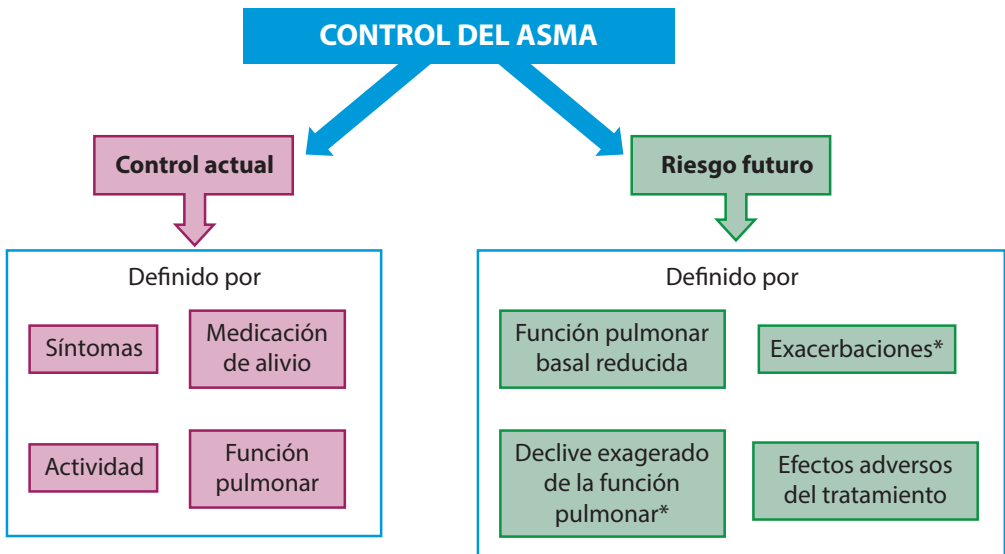 CONTROL DEL ASMA
Control actual
Riesgo futuro
Definido por
Síntomas
Medicación
de alivio
Actividad
Función
pulmonar
Definido por
Función pulmonar
basal reducida
Exacerbaciones*
Declive exagerado
de la función
pulmonar*
Efectos adversos
del tratamiento